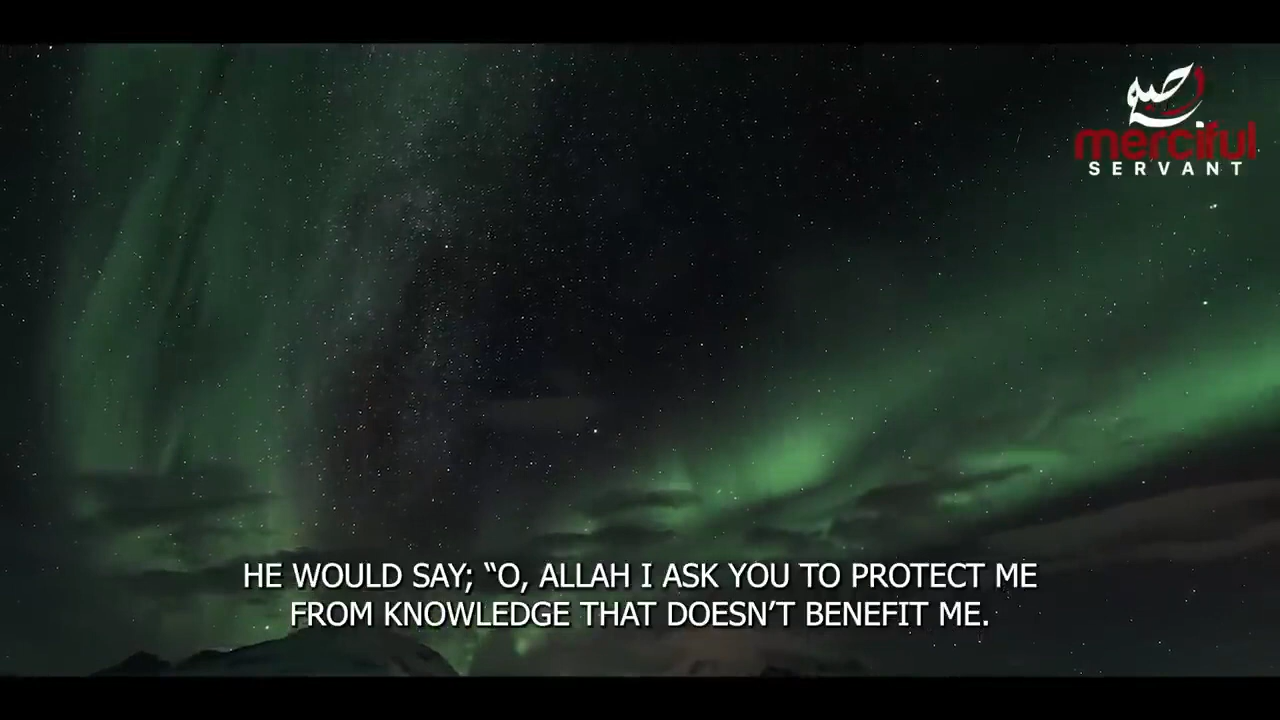 merciful
SERVANT
HE WOULD SAY; “O, ALLAH I ASK YOU TO PROTECT ME
FROM KNOWLEDGE THAT DOESN’T BENEFIT ME.